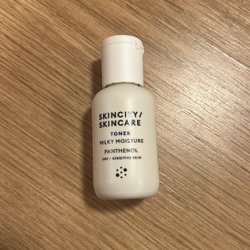 SKINCITY/
SKINCARE
TONER
MILKY MOISTURE
PANTHENOL
DRY / SENSITIVE SKIN